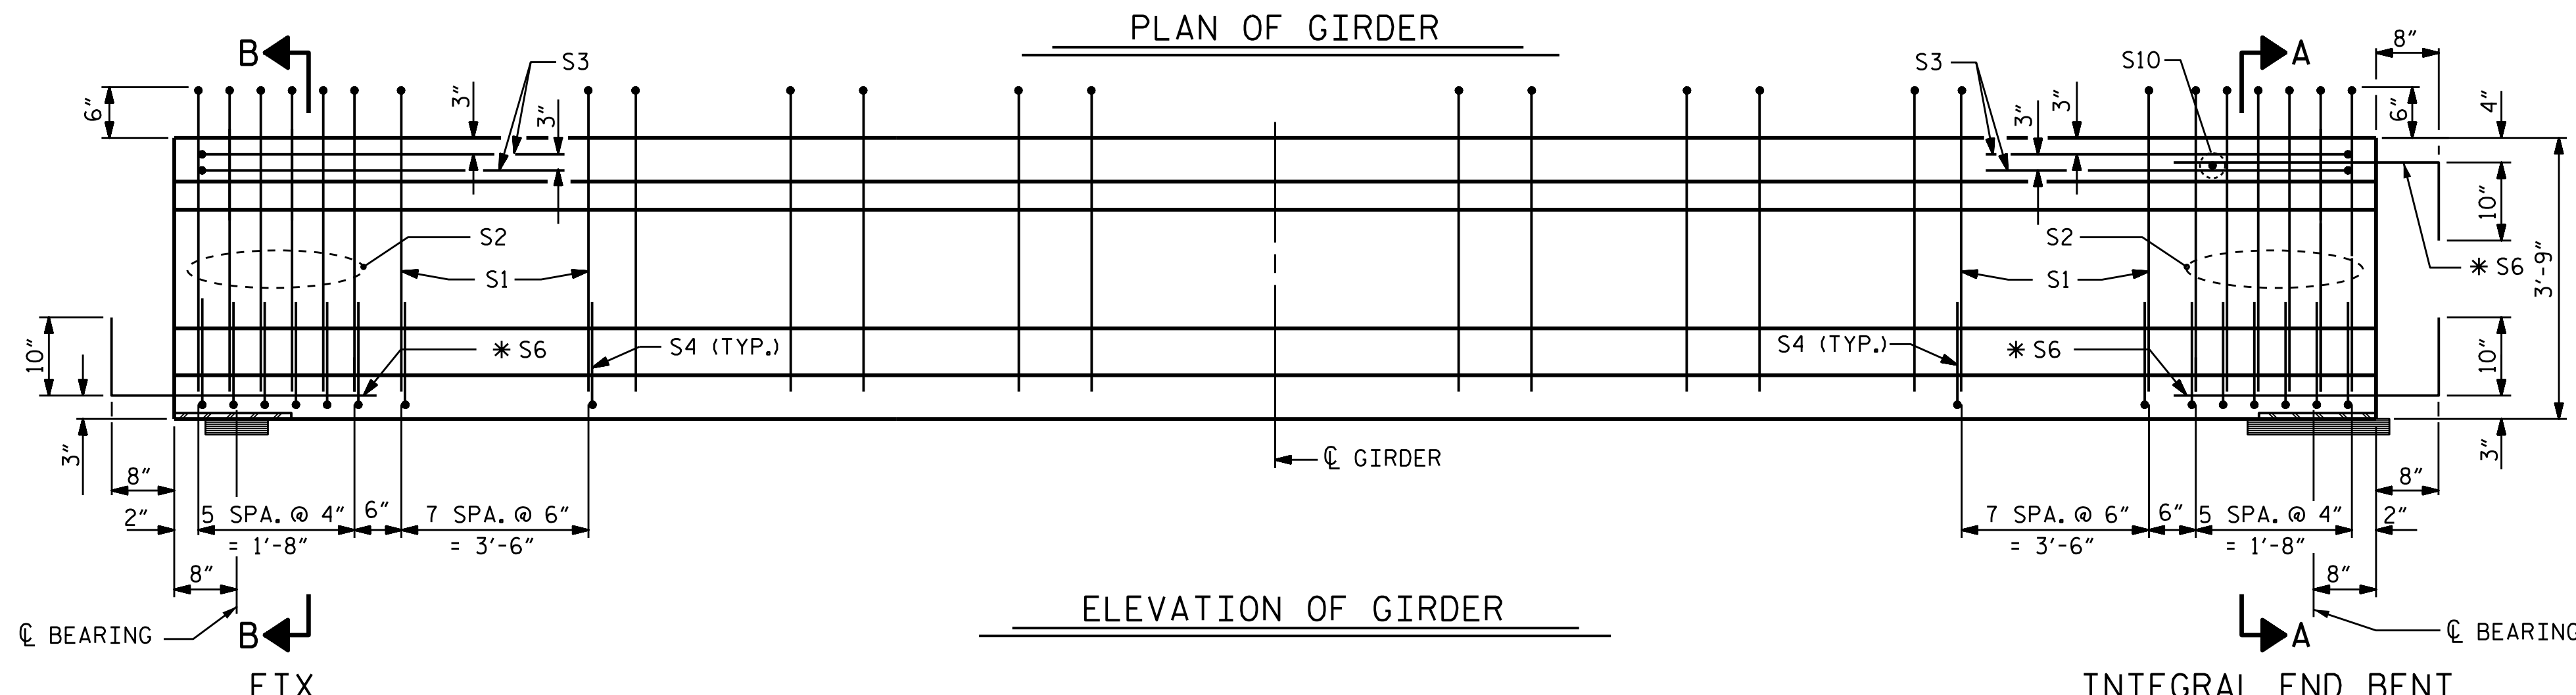 PLAN OF GIRDER
B
S3
S3
S10
A
8"
6"
3"
3"
3"
3"
6"
4"
S2
S2
10"
S1
S1
✳ S6
3'-9"
10"
✳ S6
S4 (TYP.)
S4 (TYP.)
✳ S6
10"
3"
℄ GIRDER
3"
8"
8"
2"
5 SPA. @ 4"
= 1'-8"
6"
7 SPA. @ 6"
= 3'-6"
7 SPA. @ 6"
= 3'-6"
6"
5 SPA. @ 4"
= 1'-8"
2"
8"
8"
ELEVATION OF GIRDER
℄ BEARING
B
A
℄ BEARING
FIX
INTEGRAL END BENT